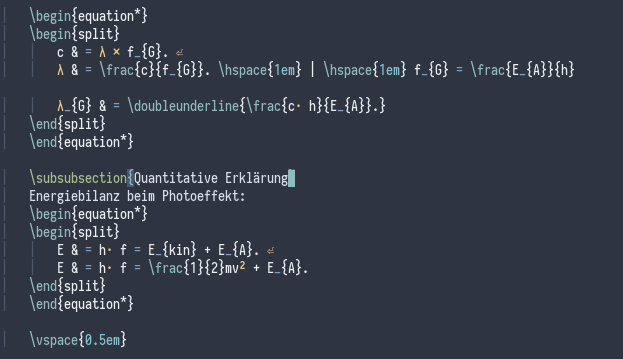 \begin{equation*}
\begin{split}
c & = λ × f_{G}. ⏎
λ & = \frac{c}{f_{G}}. \hspace{1em} | \hspace{1em} f_{G} = \frac{E_{A}}{h}
λ_{G} & = \doubleunderline{\frac{c· h}{E_{A}}.}
\end{split}
\end{equation*}
\subsubsection{Quantitative Erklärung}
Energiebilanz beim Photoeffekt:
\begin{equation*}
\begin{split}
E & = h· f = E_{kin} + E_{A}. ⏎
E & = h· f = \frac{1}{2}mv² + E_{A}.
\end{split}
\end{equation*}
\vspace{0.5em}